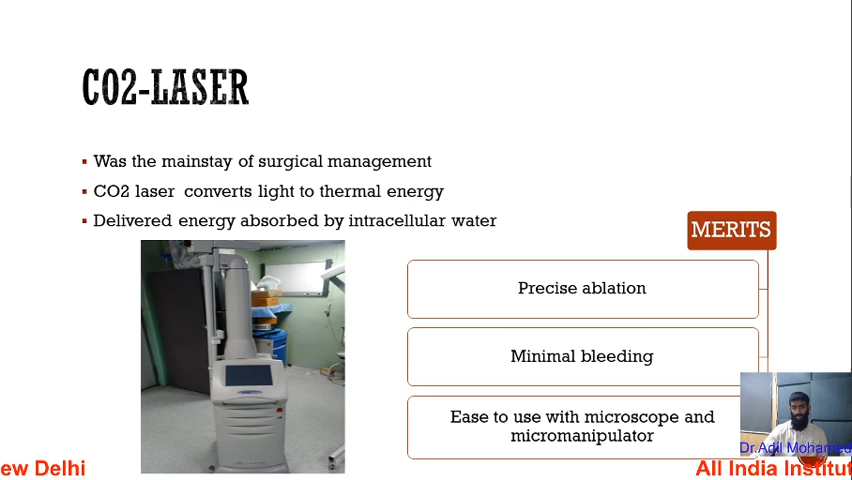 CO2-LASER
Was the mainstay of surgical management
CO2 laser converts light to thermal energy
Delivered energy absorbed by intracellular water
MERITS
Precise ablation
Minimal bleeding
Ease to use with microscope and
micromanipulator
Dr.Adil Mohamed
ew Delhi
All India Institut